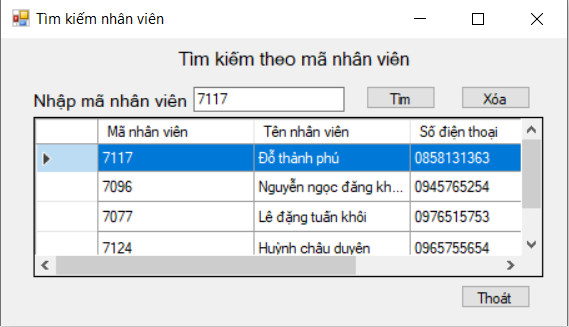 Tìm kiếm nhân viên
Tìm kiếm theo mã nhân viên
Nhập mã nhân viên 7117 Tìm Xóa
Mã nhân viên Tên nhân viên Số điện thoại
7117 Đỗ thành phú 0858131363
7096 Nguyễn ngọc đăng kh... 0945765254
7077 Lê đặng tuấn khôi 0976515753
7124 Huỳnh châu duyên 0965755654
Thoát